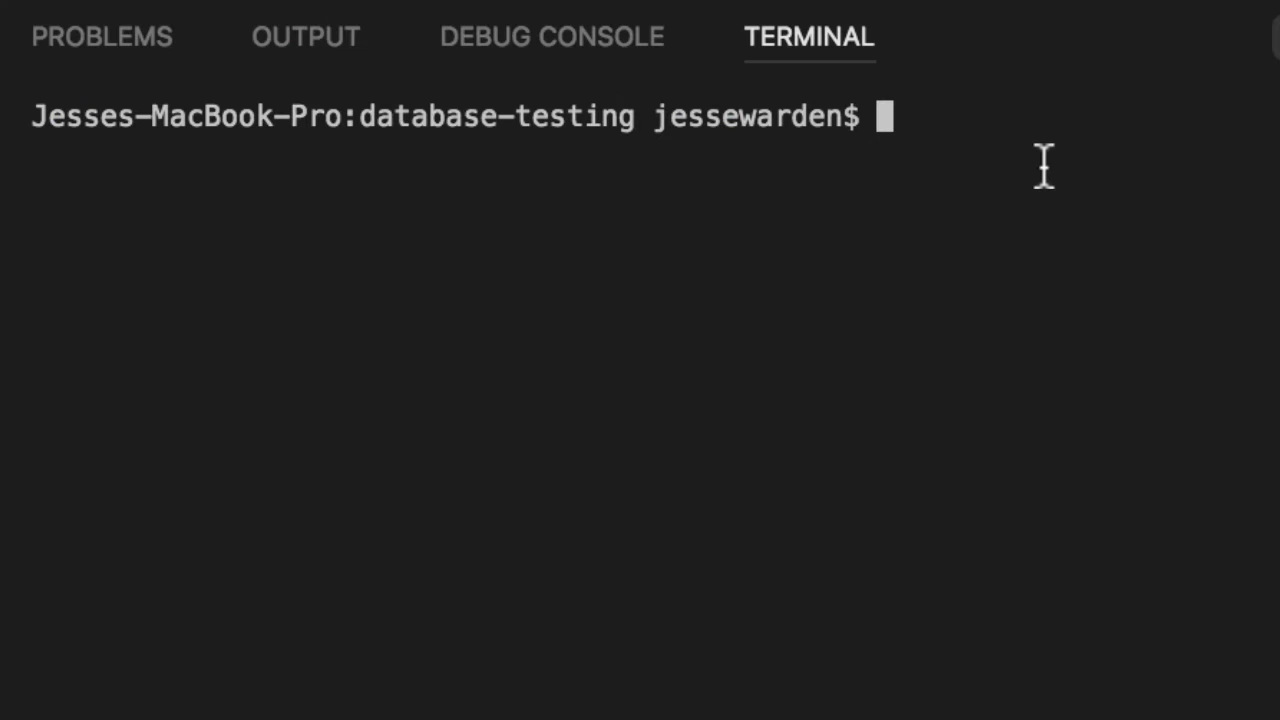 PROBLEMS OUTPUT DEBUG CONSOLE TERMINAL
Jesses-MacBook-Pro:database-testing jessewarden$